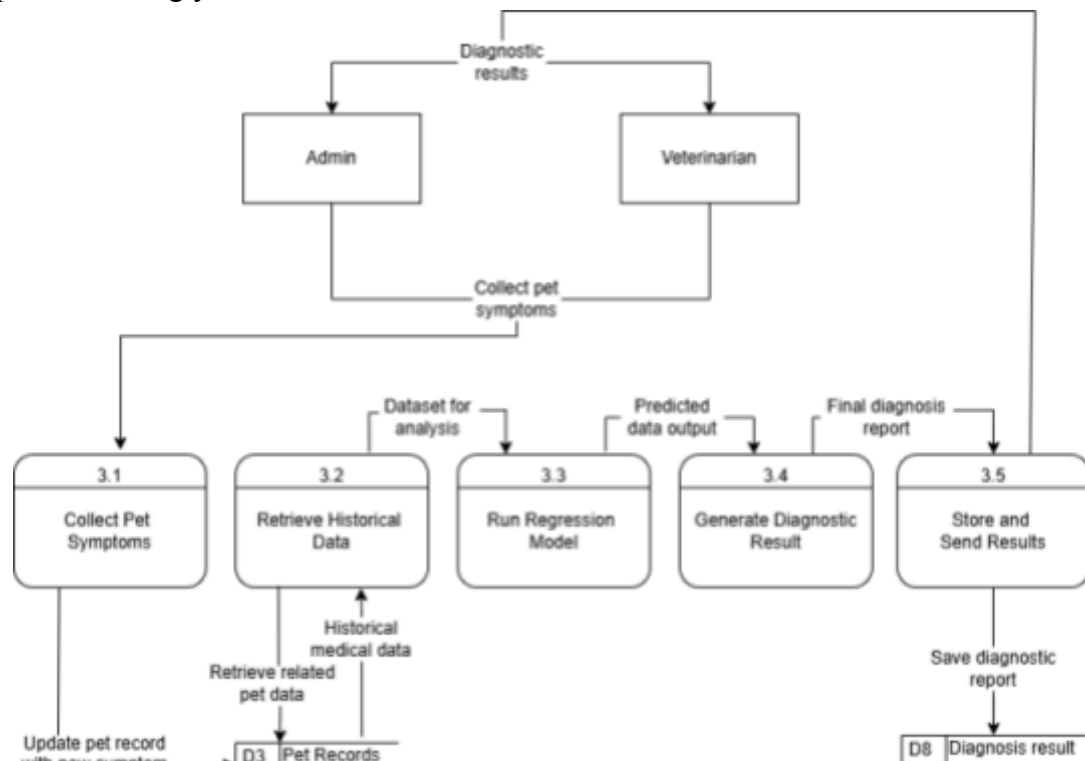 Diagnostic
results
Admin
Veterinarian
Collect pet
symptoms
Dataset for
analysis
Predicted
data output
Final diagnosis
report
3.1
Collect Pet
Symptoms
3.2
Retrieve Historical
Data
3.3
Run Regression
Model
3.4
Generate Diagnostic
Result
3.5
Store and
Send Results
Historical
medical data
Retrieve related
pet data
Save diagnostic
report
Update pet record
with new symptom
D3 Pet Records
D8 Diagnosis result